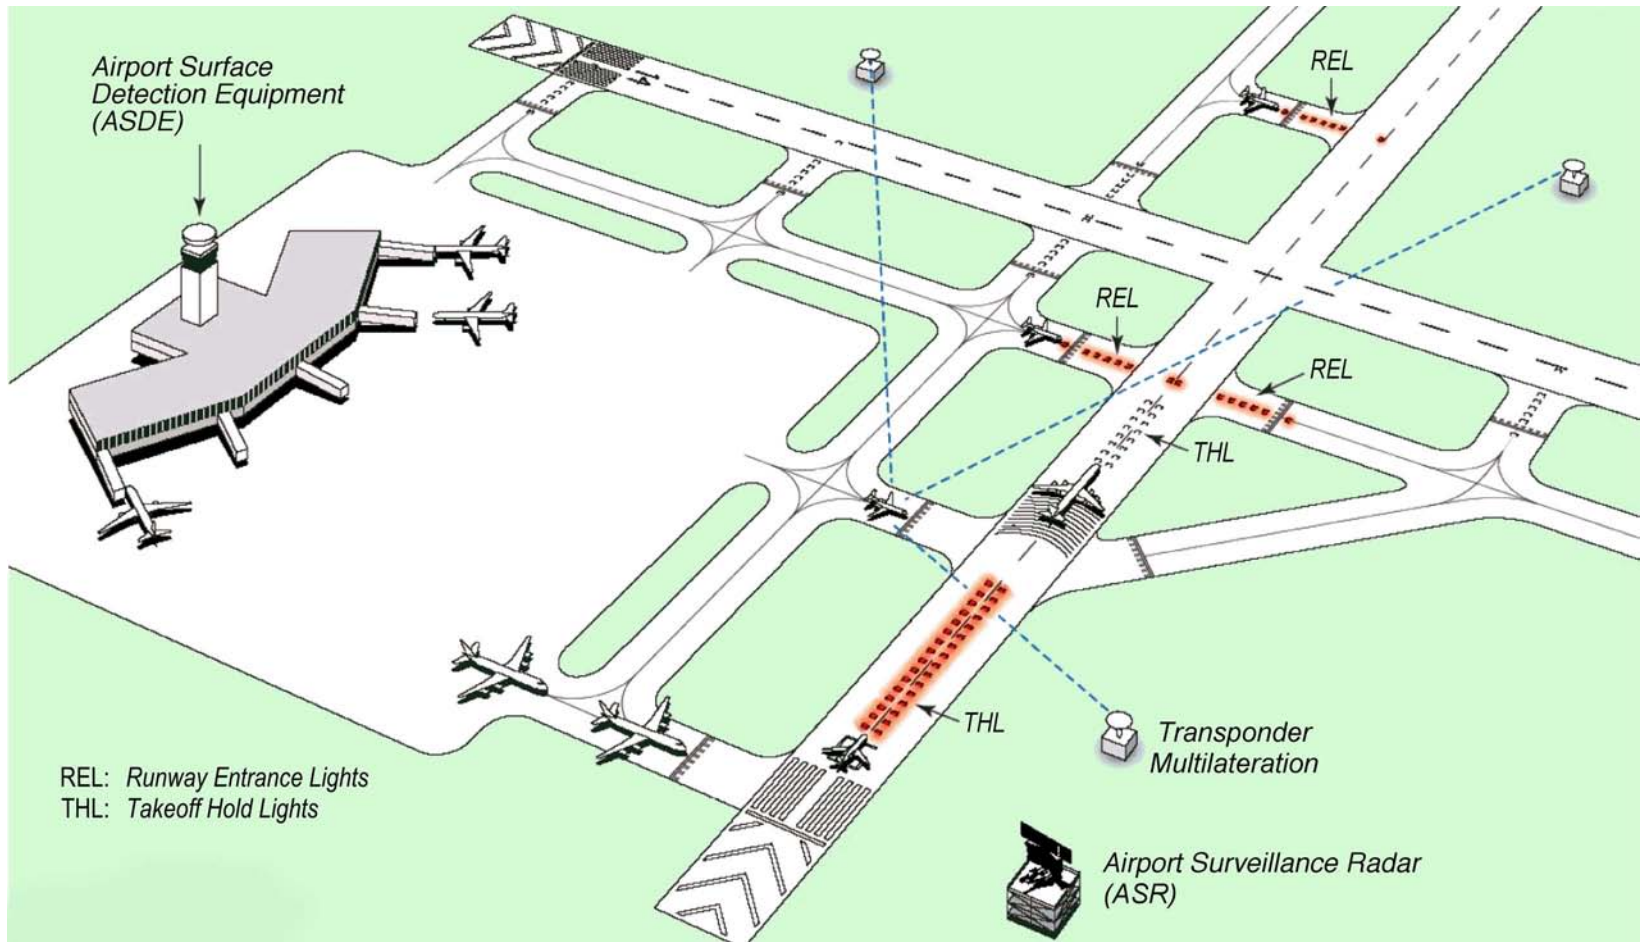 Airport Surface
Detection Equipment
(ASDE)
REL
14
REL
REL
THL
THL
Transponder
Multilateration
REL: Runway Entrance Lights
THL: Takeoff Hold Lights
Airport Surveillance Radar
(ASR)